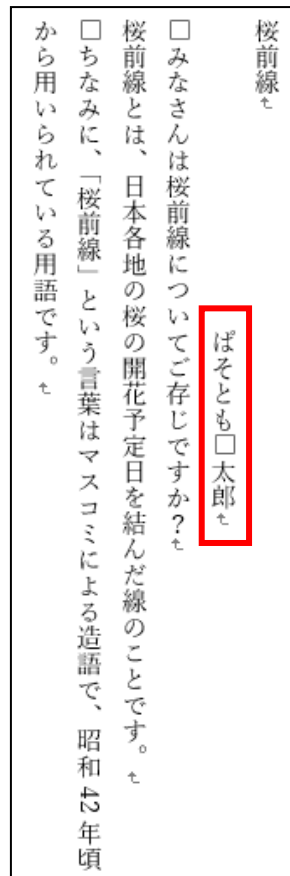 桜前線↵
ぱそとも□太郎↵
□みなさんは桜前線についてご存じですか？↵
桜前線とは、日本各地の桜の開花予定日を結んだ線のことです。↵
□ちなみに、「桜前線」という言葉はマスコミによる造語で、昭和42年頃
から用いられている用語です。↵